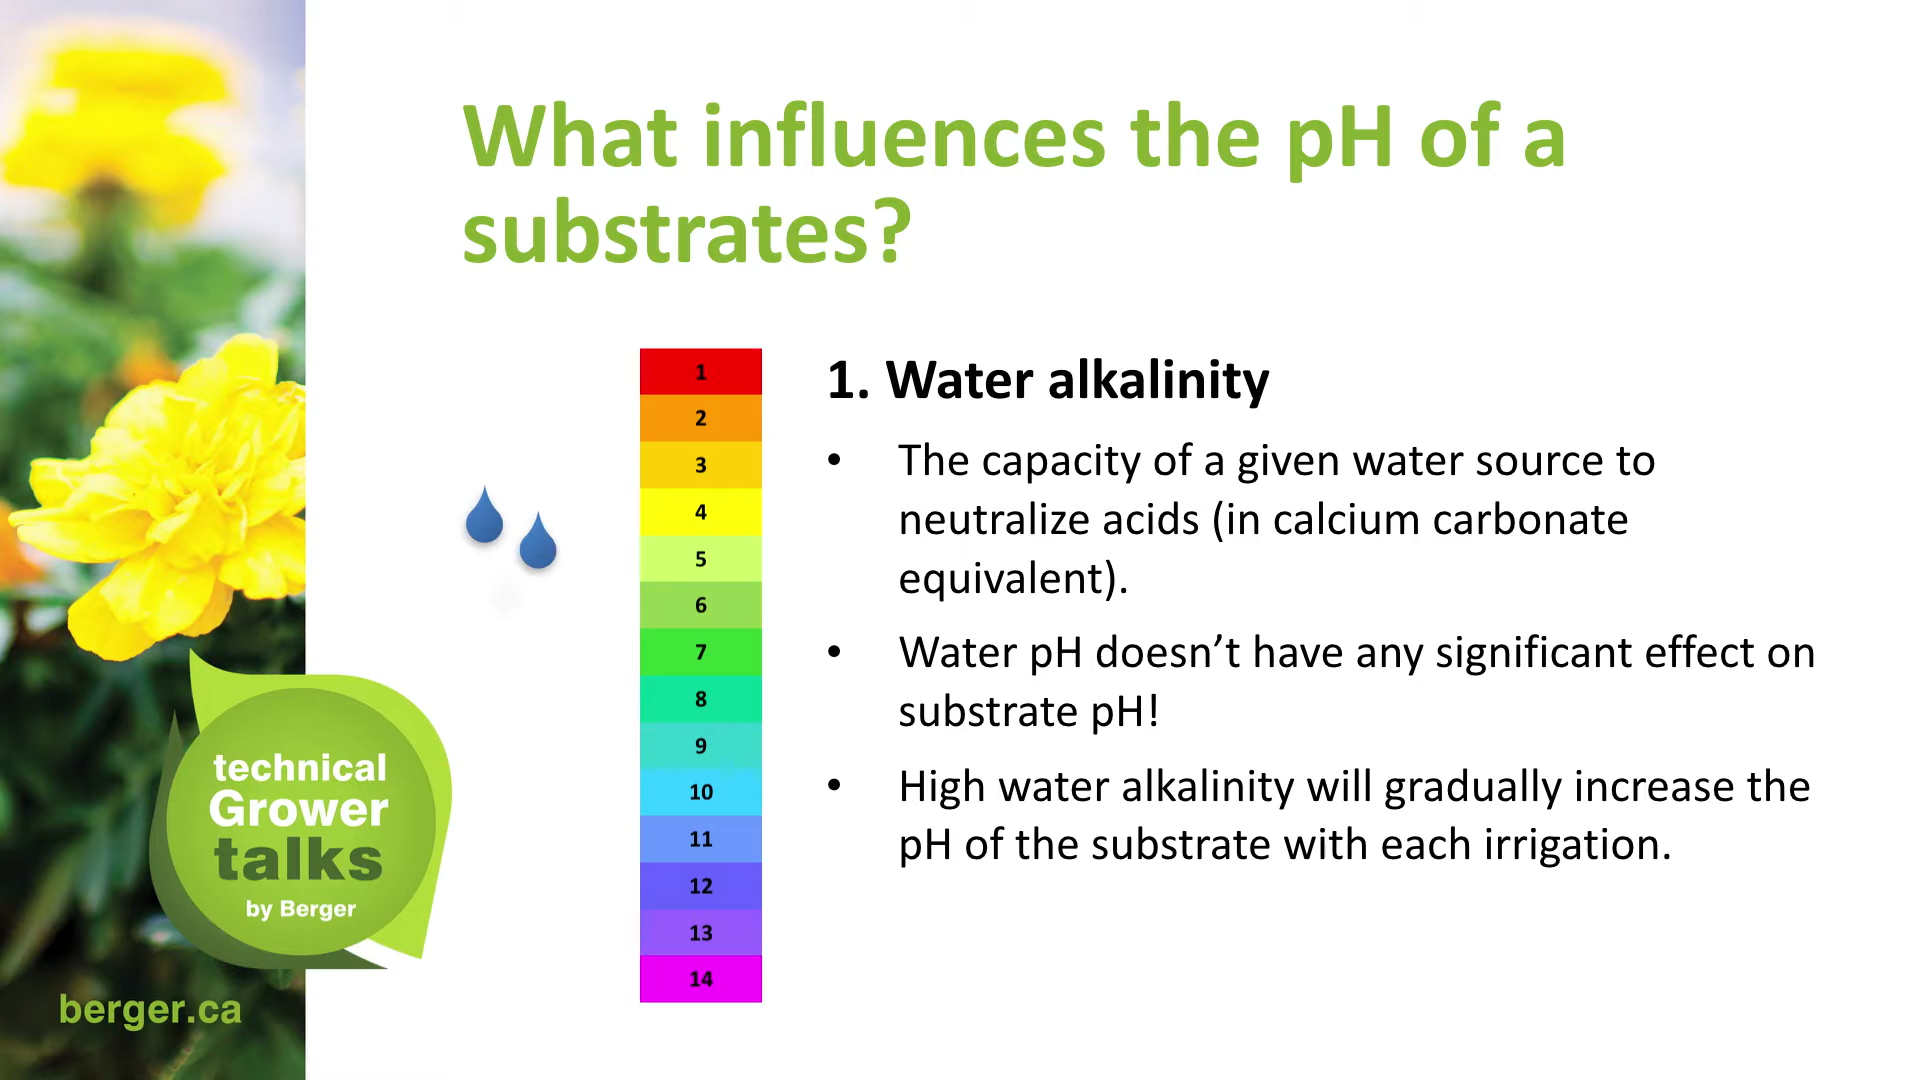 What influences the pH of a
substrates?
1
2
3
4
5
6
7
8
9
10
11
12
13
14
1. Water alkalinity
• The capacity of a given water source to
neutralize acids (in calcium carbonate
equivalent).
• Water pH doesn’t have any significant effect on
substrate pH!
• High water alkalinity will gradually increase the
pH of the substrate with each irrigation.
technical
Grower
talks
by Berger
berger.ca